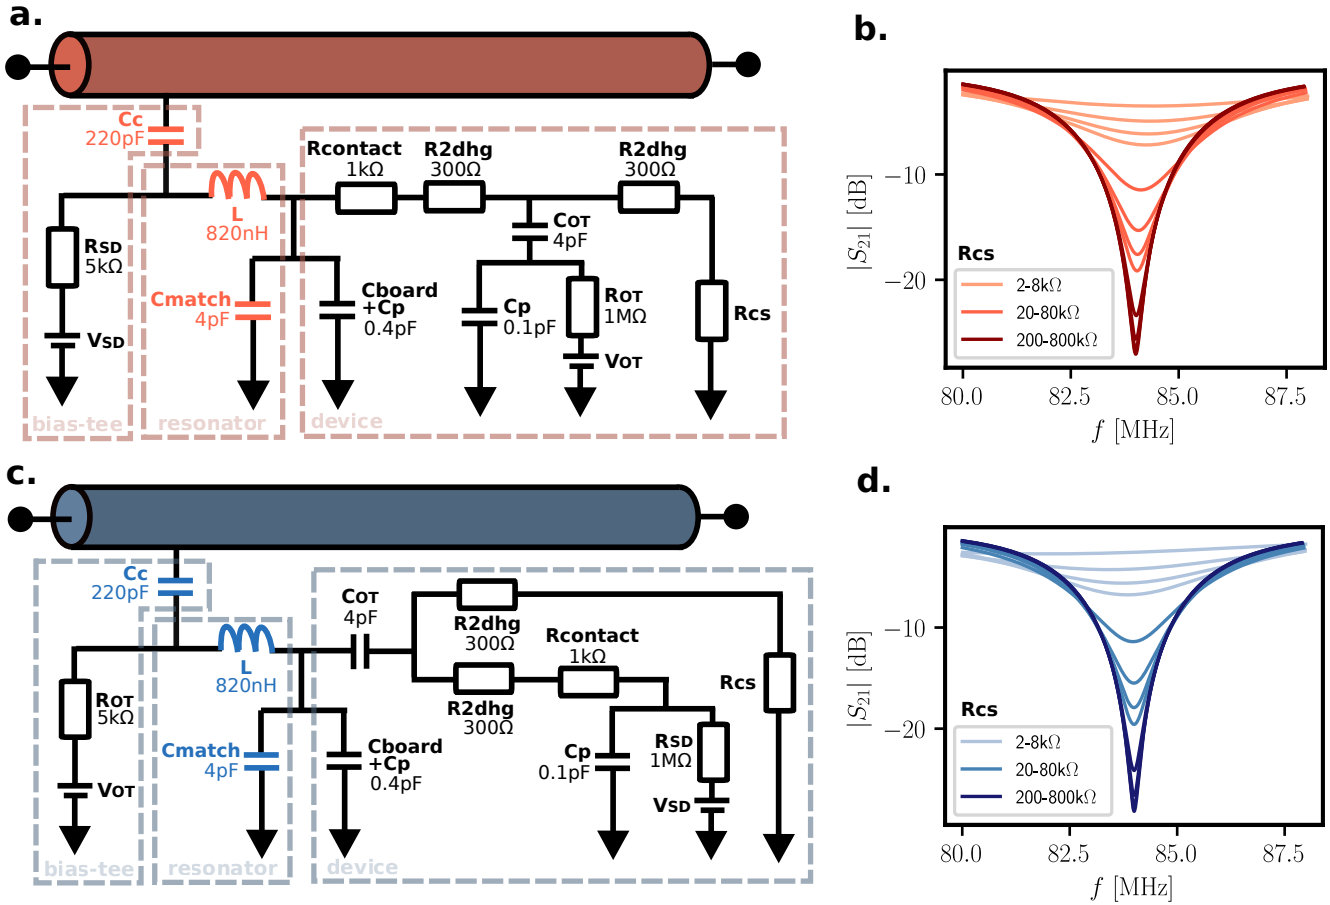 a.
Cc
220pF
RSD
5kΩ
VSD
bias-tee
L
820nH
Cmatch
4pF
resonator
Cboard
+Cp
0.4pF
Rcontact
1kΩ
R2dhg
300Ω
R2dhg
300Ω
COT
4pF
Cp
0.1pF
ROT
1MΩ
VOT
Rcs
device
b.
|S21| [dB]
−10
−20
Rcs
2-8kΩ
20-80kΩ
200-800kΩ
80.0 82.5 85.0 87.5
f [MHz]
c.
Cc
220pF
ROT
5kΩ
VOT
bias-tee
L
820nH
Cmatch
4pF
resonator
Cboard
+Cp
0.4pF
COT
4pF
R2dhg
300Ω
R2dhg
300Ω
Rcontact
1kΩ
Cp
0.1pF
RSD
1MΩ
VSD
Rcs
device
d.
|S21| [dB]
−10
−20
Rcs
2-8kΩ
20-80kΩ
200-800kΩ
80.0 82.5 85.0 87.5
f [MHz]